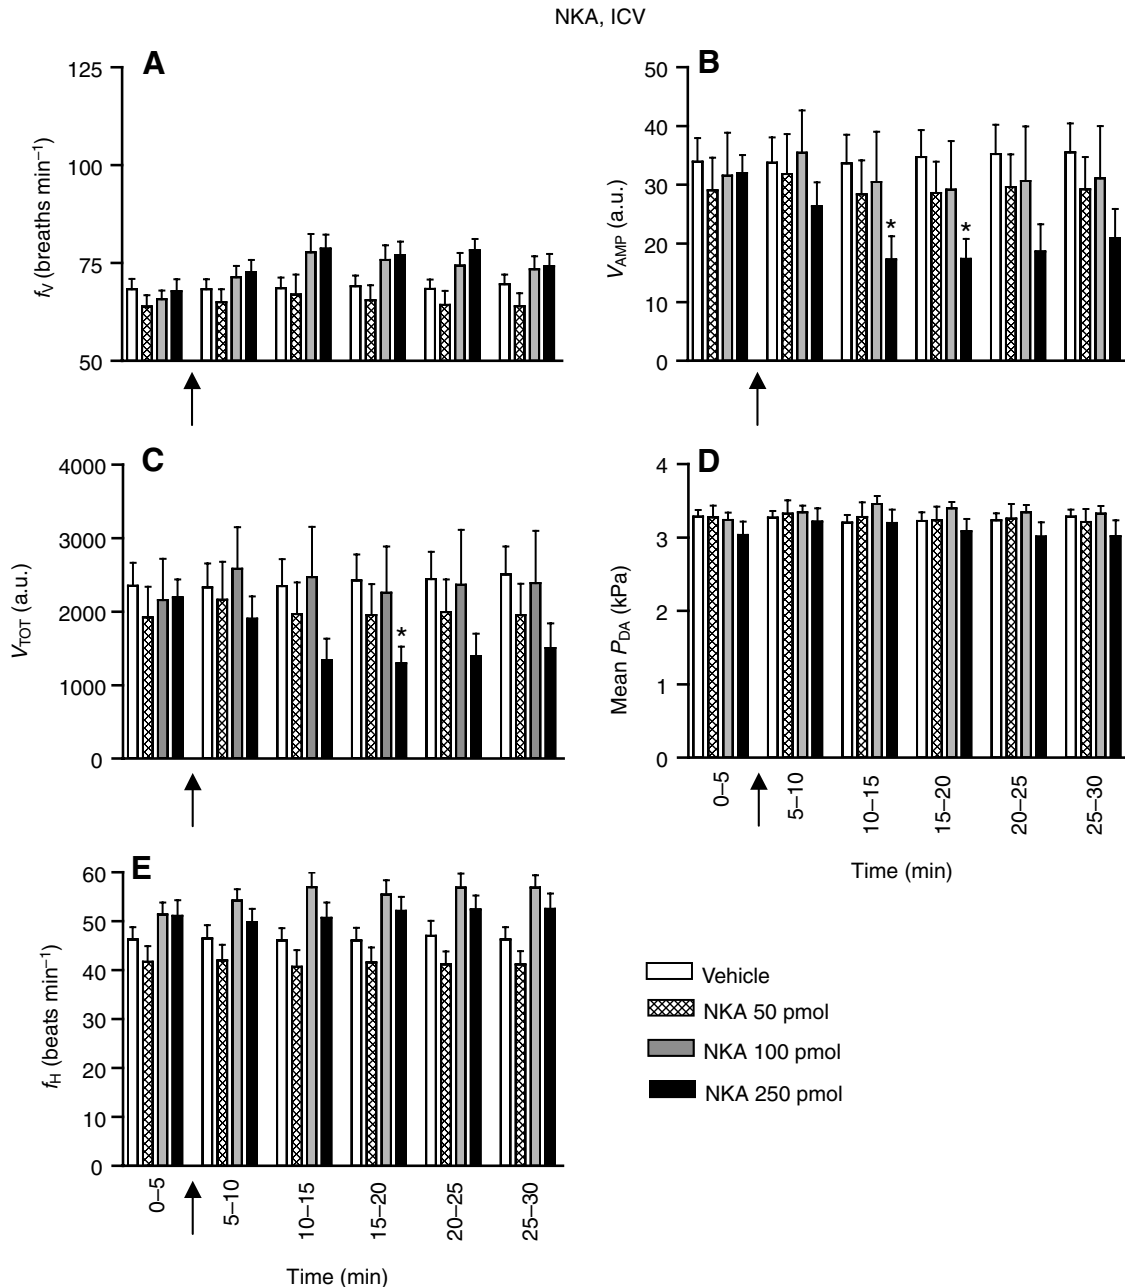 NKA, ICV
A
125
100
75
50
fV (breaths min–1)
B
50
40
30
20
10
0
VAMP (a.u.)
*
*
C
4000
3000
2000
1000
0
VTOT (a.u.)
*
D
4
3
2
1
0
Mean PDA (kPa)
0–5
5–10
10–15
15–20
20–25
25–30
Time (min)
E
60
50
40
30
20
10
0
fH (beats min–1)
0–5
5–10
10–15
15–20
20–25
25–30
Time (min)
Vehicle
NKA 50 pmol
NKA 100 pmol
NKA 250 pmol